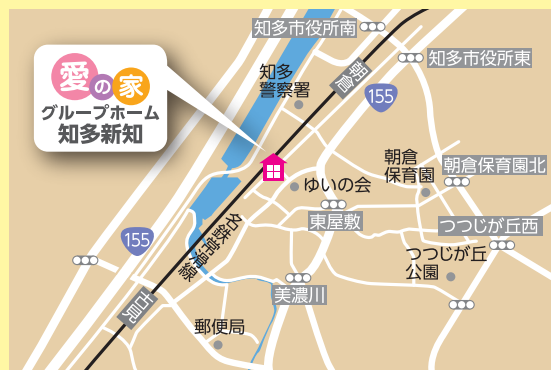 知多市役所南
知多市役所東
愛の家
グループホーム
知多新知
知多
警察署
朝倉
155
朝倉
保育園
朝倉保育園北
ゆいの会
東屋敷
つつじが丘西
名鉄常滑線
155
つつじが丘
公園
美濃川
古見
郵便局